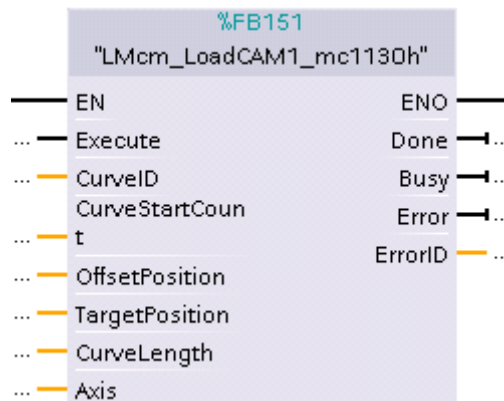 %FB151
"LMcm_LoadCAM1_mc1130h"
EN ENO
... Execute Done ...
... CurveID Busy ...
CurveStartCoun
... t Error ...
ErrorID ...
... OffsetPosition
... TargetPosition
... CurveLength
... Axis